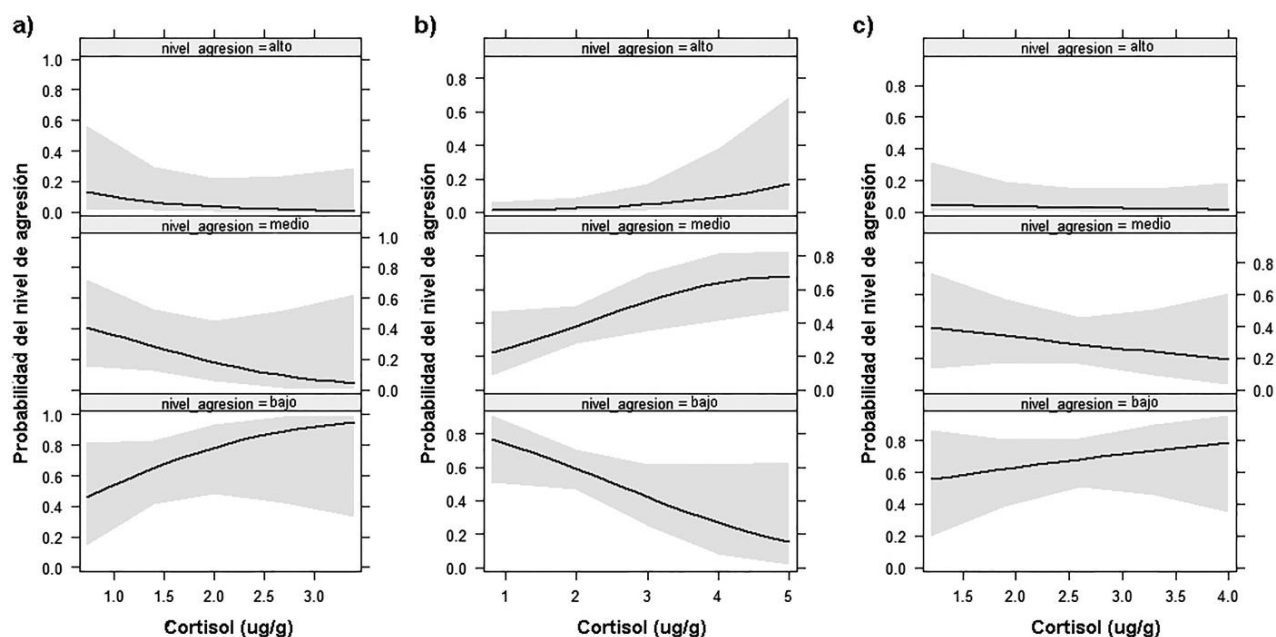 a)
nivel_agresion = alto
1.0
0.8
0.6
0.4
0.2
0.0
nivel_agresion = medio
1.0
0.8
0.6
0.4
0.2
0.0
nivel_agresion = bajo
1.0
0.8
0.6
0.4
0.2
0.0
Probabilidad del nivel de agresión
1.0 1.5 2.0 2.5 3.0
Cortisol (ug/g)
b)
nivel_agresion = alto
0.8
0.6
0.4
0.2
0.0
nivel_agresion = medio
0.8
0.6
0.4
0.2
0.0
nivel_agresion = bajo
0.8
0.6
0.4
0.2
0.0
Probabilidad del nivel de agresión
1 2 3 4 5
Cortisol (ug/g)
c)
nivel_agresion = alto
0.8
0.6
0.4
0.2
0.0
nivel_agresion = medio
0.8
0.6
0.4
0.2
0.0
nivel_agresion = bajo
0.8
0.6
0.4
0.2
0.0
Probabilidad del nivel de agresión
1.5 2.0 2.5 3.0 3.5 4.0
Cortisol (ug/g)